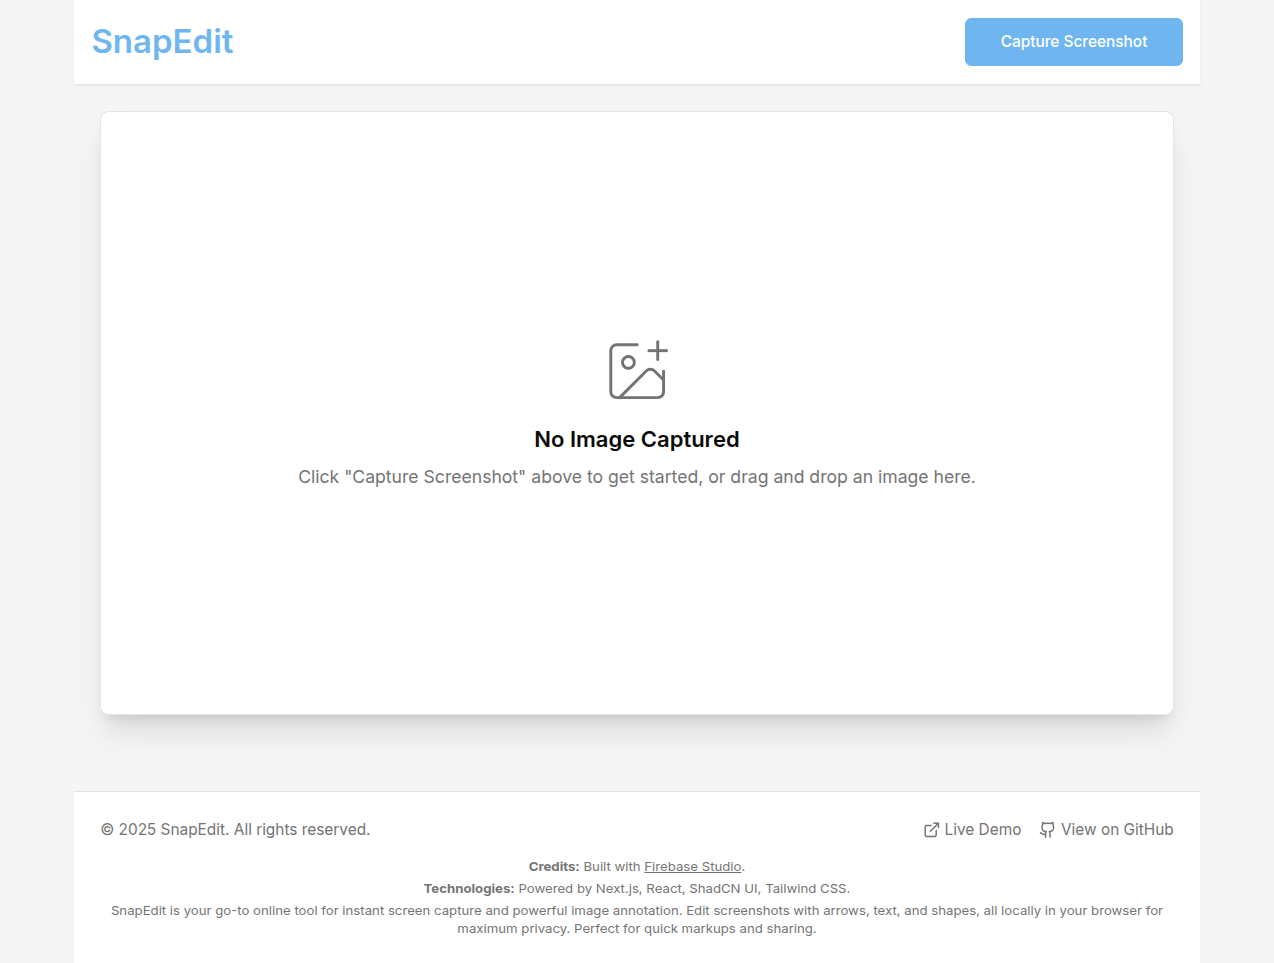 SnapEdit
Capture Screenshot
No Image Captured
Click "Capture Screenshot" above to get started, or drag and drop an image here.
© 2025 SnapEdit. All rights reserved.
Live Demo
View on GitHub
Credits: Built with Firebase Studio.
Technologies: Powered by Next.js, React, ShadCN UI, Tailwind CSS.
SnapEdit is your go-to online tool for instant screen capture and powerful image annotation. Edit screenshots with arrows, text, and shapes, all locally in your browser for
maximum privacy. Perfect for quick markups and sharing.